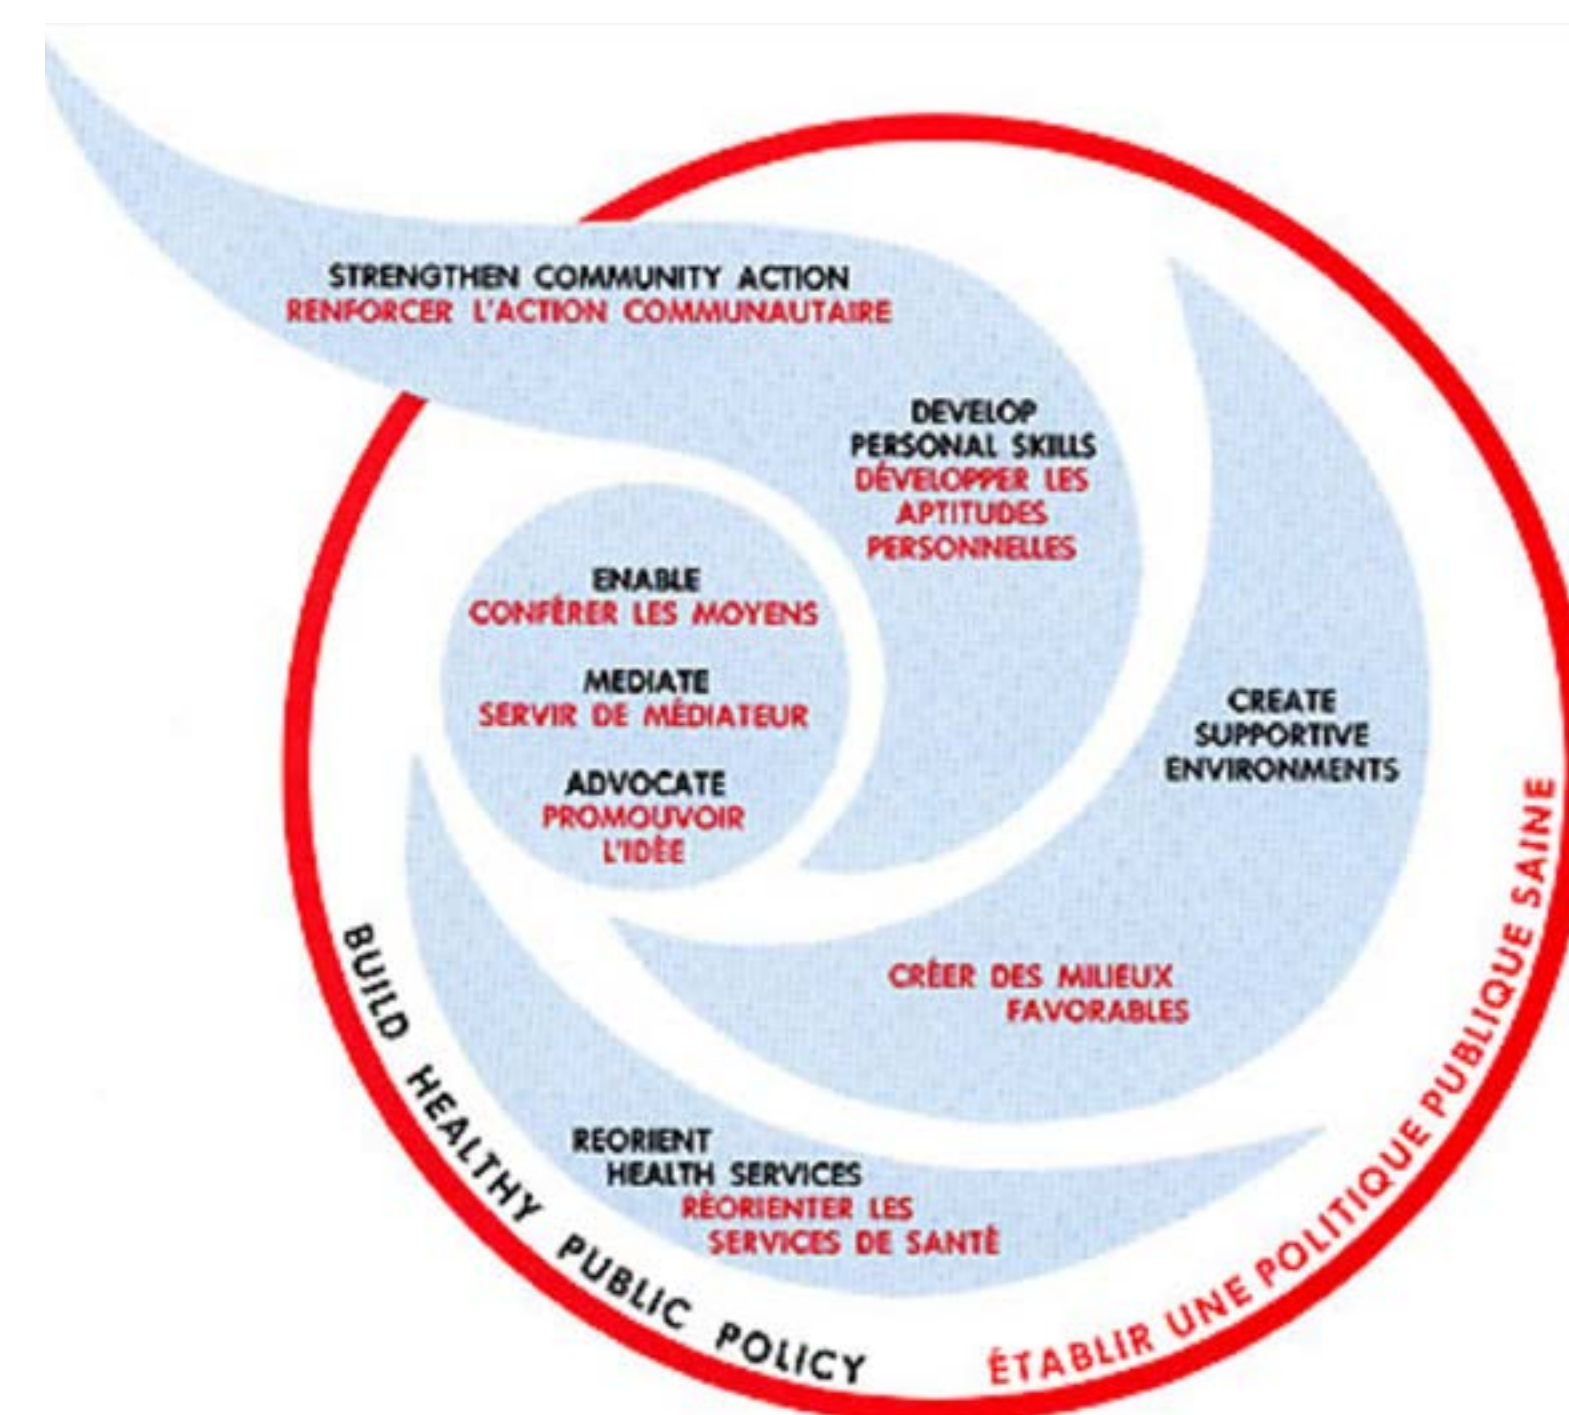 STRENGTHEN COMMUNITY ACTION
RENFORCER L'ACTION COMMUNAUTAIRE
DEVELOP
PERSONAL SKILLS
DÉVELOPPER LES
APTITUDES
PERSONNELLES
ENABLE
CONFÉRER LES MOYENS
MEDIATE
SERVIR DE MÉDIATEUR
ADVOCATE
PROMOUVOIR
L'IDÈE
CREATE
SUPPORTIVE
ENVIRONMENTS
CRÉER DES MILIEUX
FAVORABLES
REORIENT
HEALTH SERVICES
RÉORIENTER LES
SERVICES DE SANTÈ
BUILD HEALTHY PUBLIC POLICY
ÉTABLIR UNE POLITIQUE PUBLIQUE SAINE